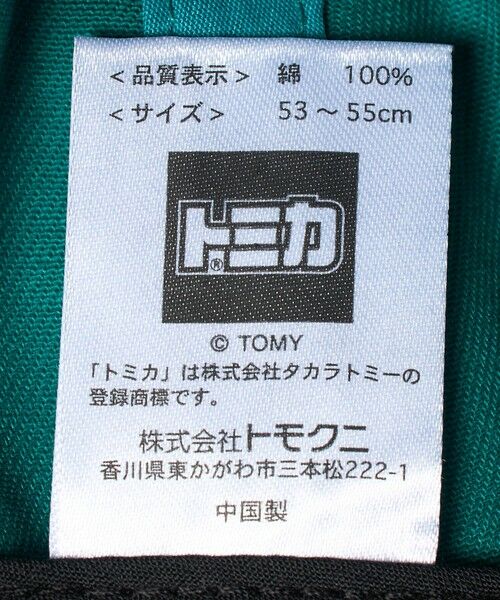 ＜品質表示＞ 綿 100%
＜サイズ＞ 53～55cm
トミカ®
© TOMY
「トミカ」は株式会社タカラトミーの
登録商標です。
株式会社トモクニ
香川県東かがわ市三本松222-1
中国製